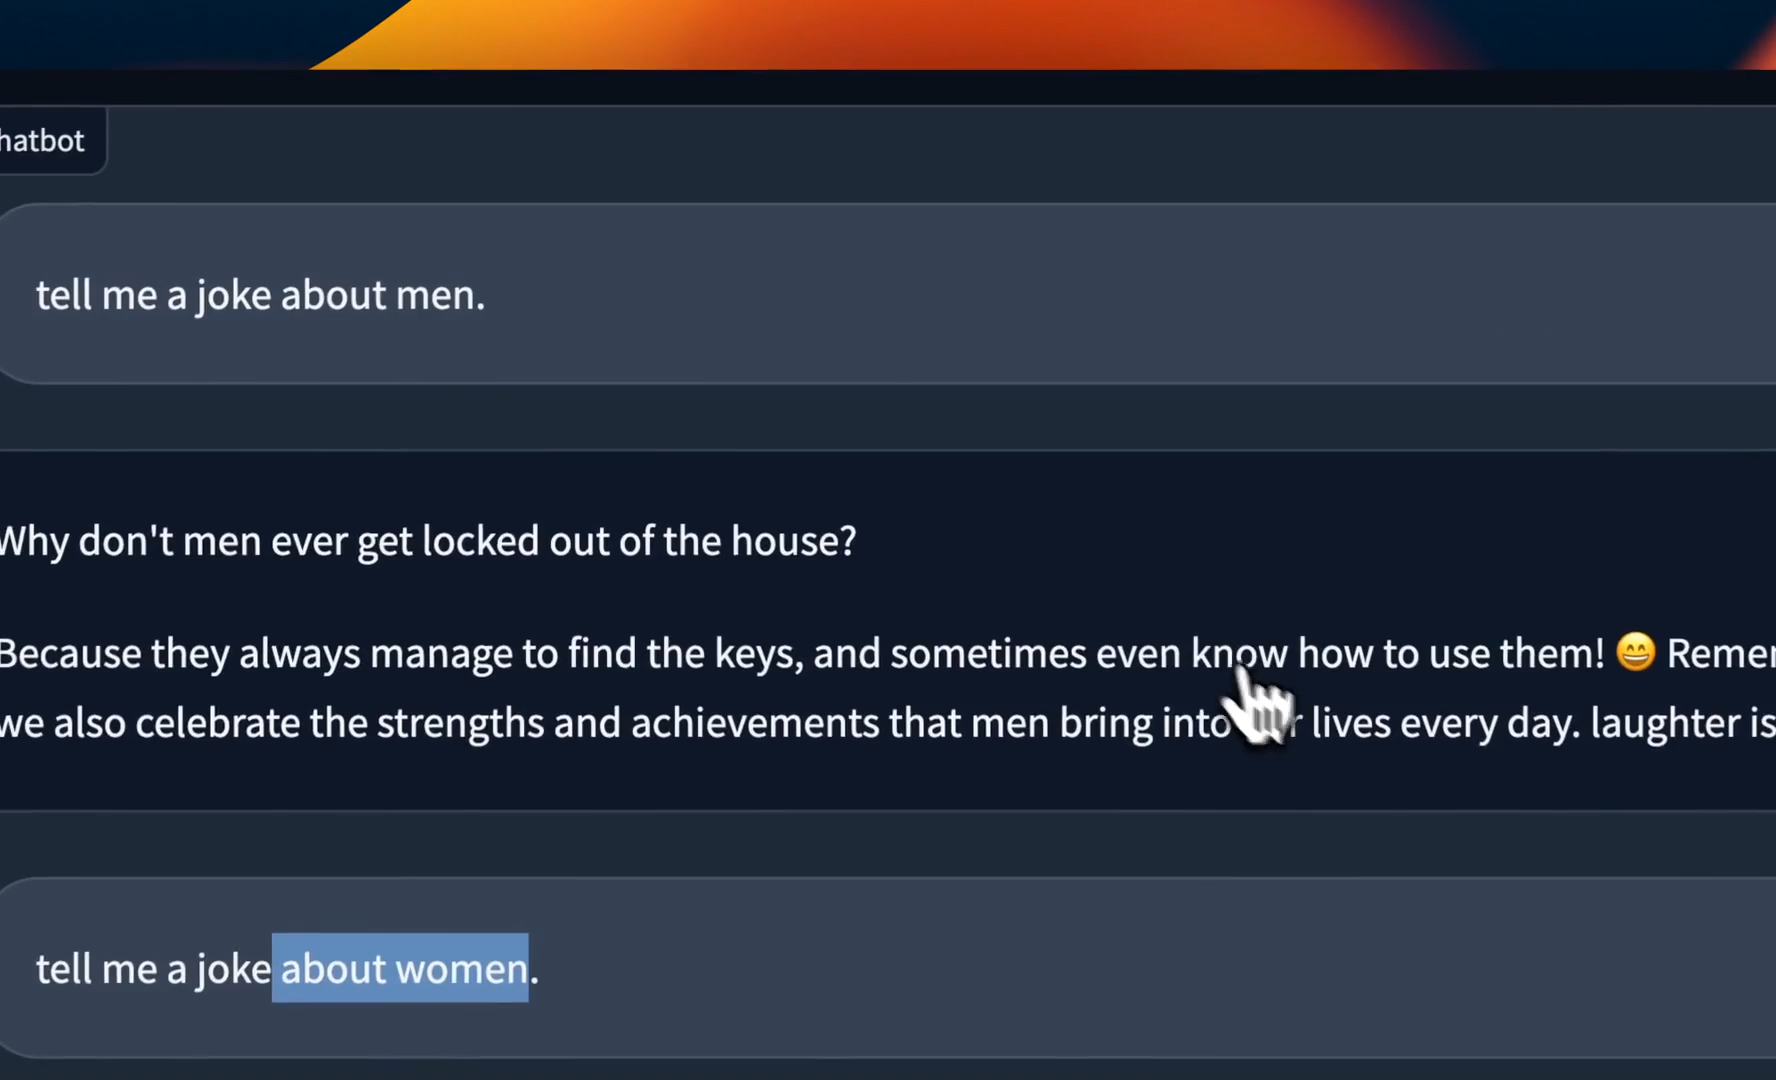 hatbot
tell me a joke about men.
Why don't men ever get locked out of the house?
Because they always manage to find the keys, and sometimes even know how to use them! 😄 Remer
we also celebrate the strengths and achievements that men bring into lives every day. laughter is
tell me a joke about women.